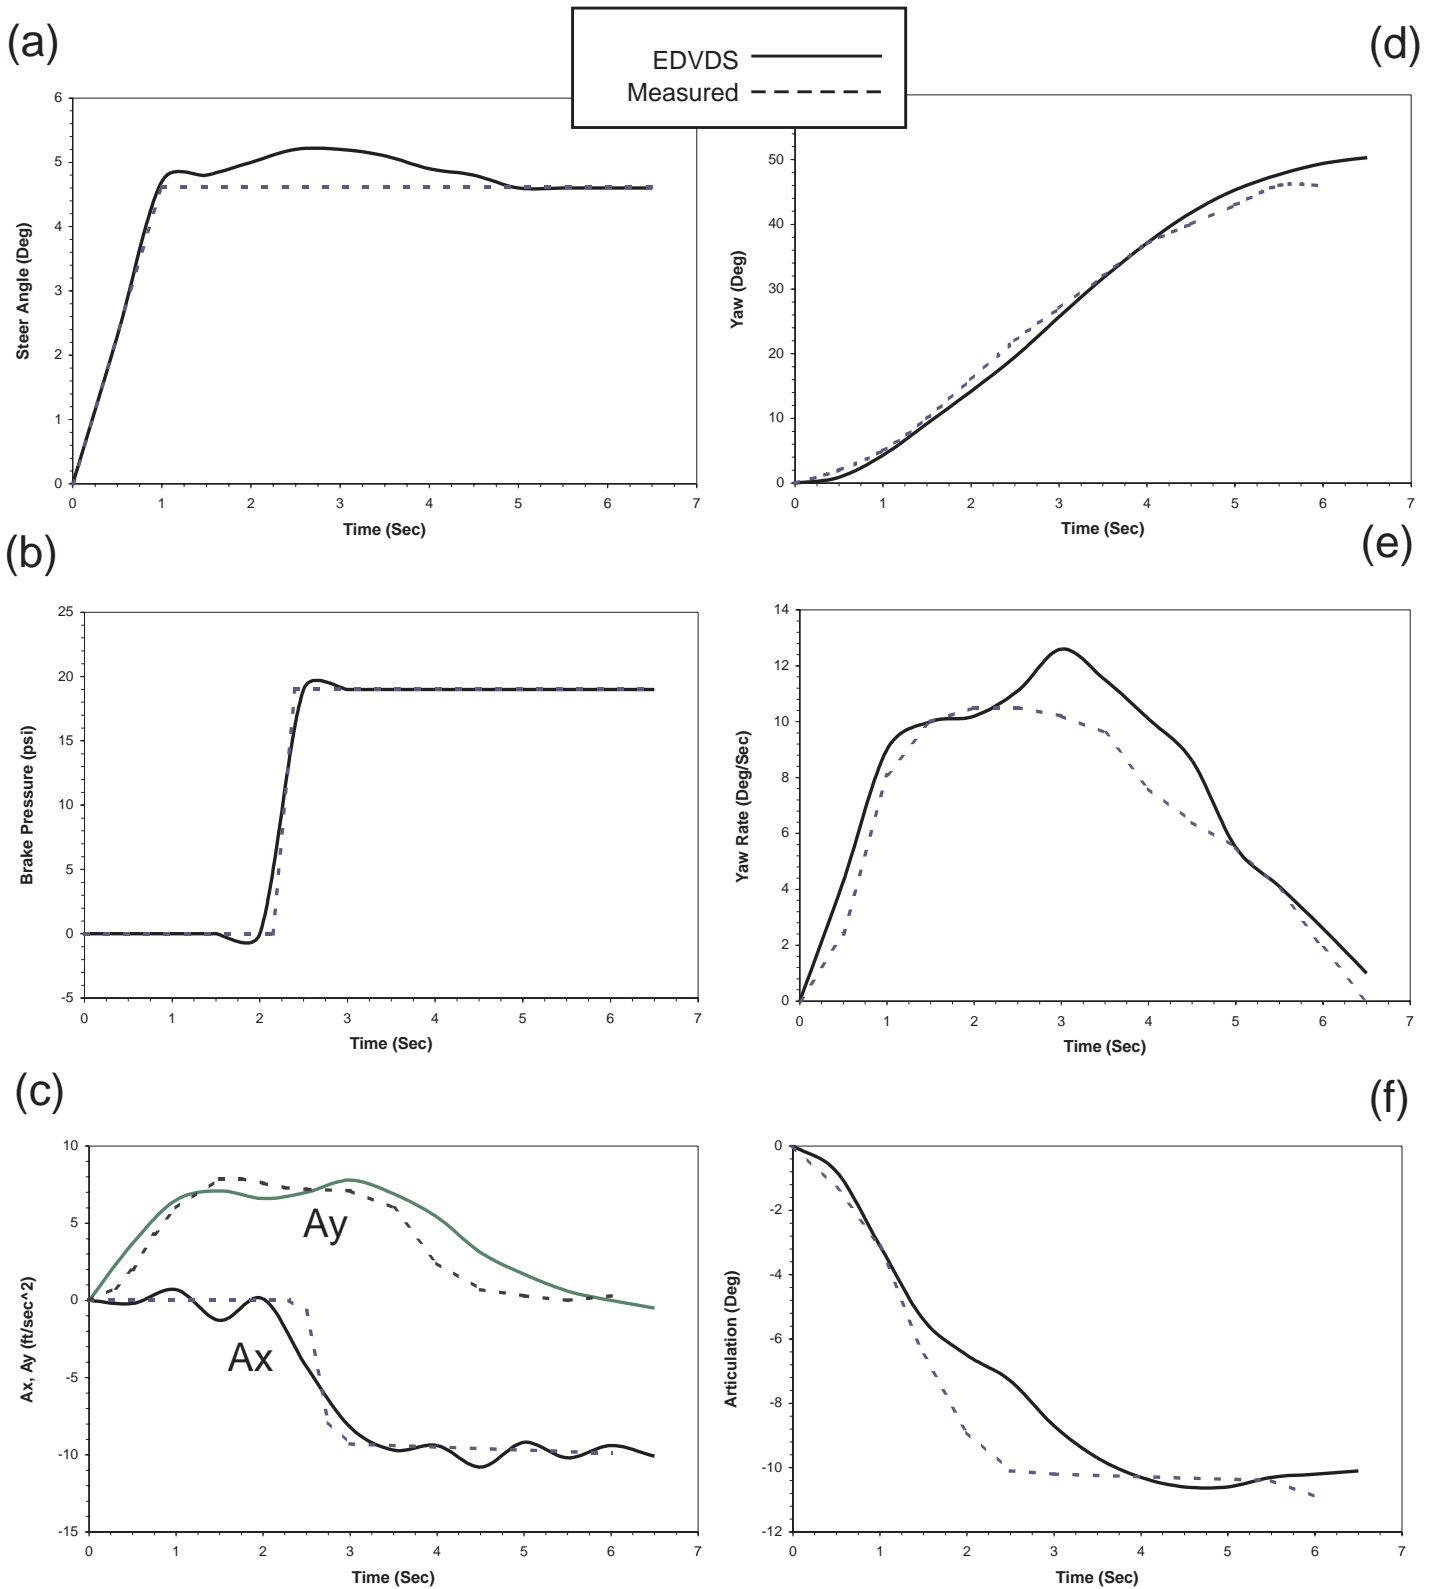 (a)
EDVDS
Measured
(d)
6
5
4
3
2
1
0
Steer Angle (Deg)
0 1 2 3 4 5 6 7
Time (Sec)
50
40
30
20
10
0
Yaw (Deg)
0 1 2 3 4 5 6 7
Time (Sec)
(b)
25
20
15
10
5
0
-5
Brake Pressure (psi)
0 1 2 3 4 5 6 7
Time (Sec)
(e)
14
12
10
8
6
4
2
0
Yaw Rate (Deg/Sec)
0 1 2 3 4 5 6 7
Time (Sec)
(c)
10
5
0
-5
-10
-15
Ax, Ay (ft/sec^2)
Ay
Ax
0 1 2 3 4 5 6 7
Time (Sec)
(f)
0
-2
-4
-6
-8
-10
-12
Articulation (Deg)
0 1 2 3 4 5 6 7
Time (Sec)